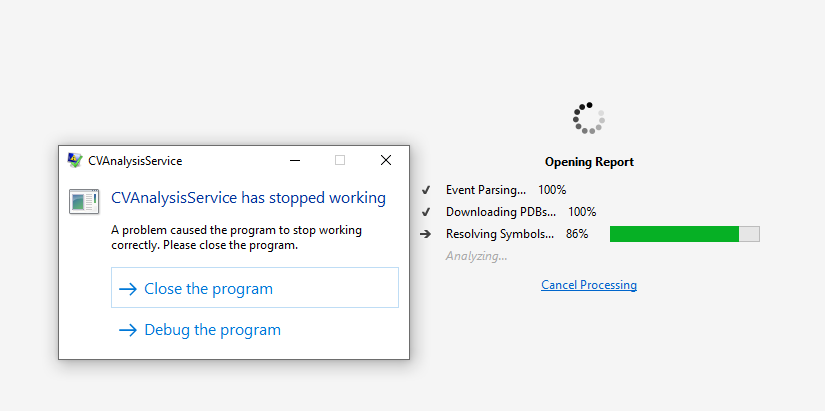 CVAnalysisService
CVAnalysisService has stopped working
A problem caused the program to stop working
correctly. Please close the program.
Close the program
Debug the program
Opening Report
Event Parsing... 100%
Downloading PDBs... 100%
Resolving Symbols... 86%
Analyzing...
Cancel Processing